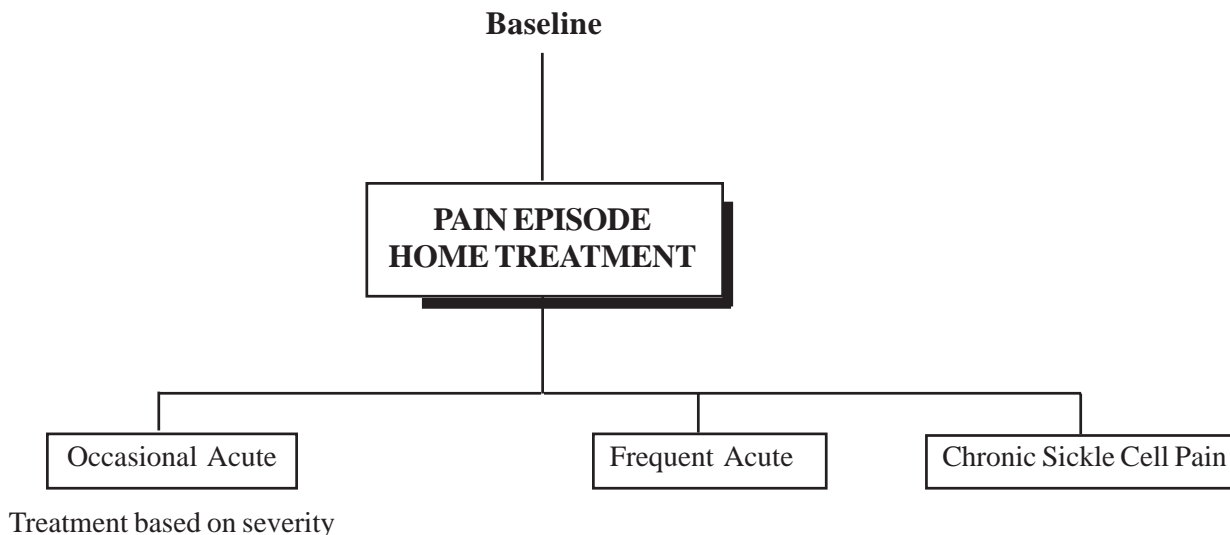 Baseline
PAIN EPISODE
HOME TREATMENT
Occasional Acute
Frequent Acute
Chronic Sickle Cell Pain
Treatment based on severity